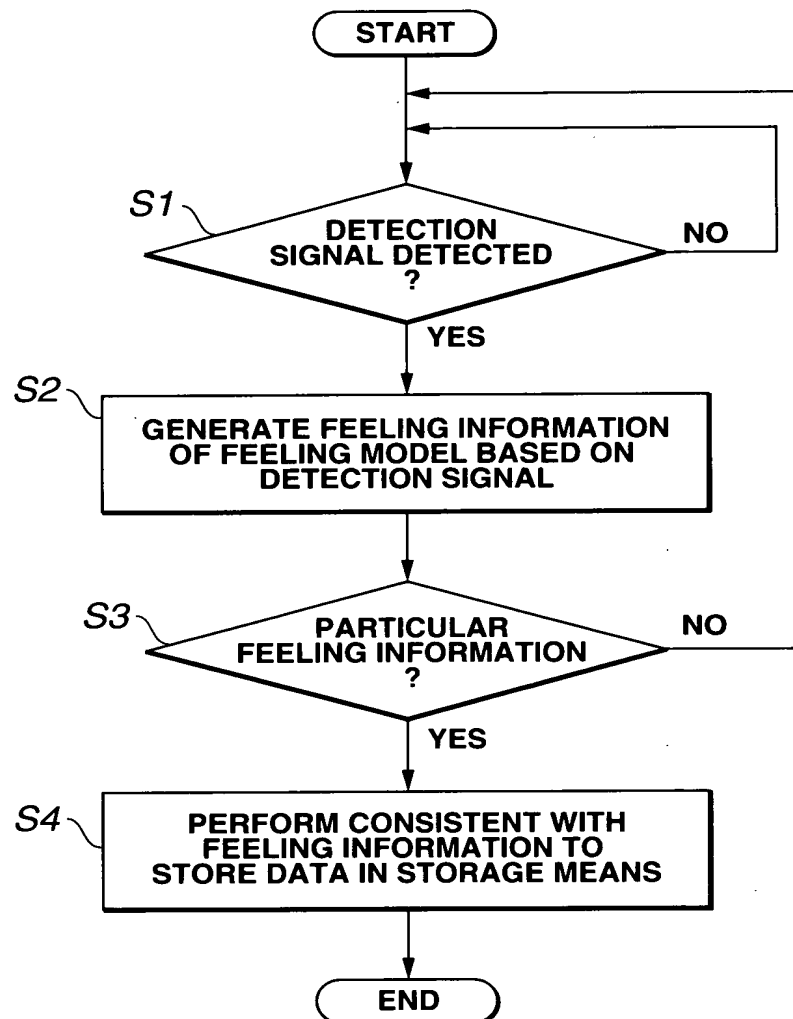 START
S1
DETECTION
SIGNAL DETECTED
?
NO
YES
S2
GENERATE FEELING INFORMATION
OF FEELING MODEL BASED ON
DETECTION SIGNAL
S3
PARTICULAR
FEELING INFORMATION
?
NO
YES
S4
PERFORM CONSISTENT WITH
FEELING INFORMATION TO
STORE DATA IN STORAGE MEANS
END